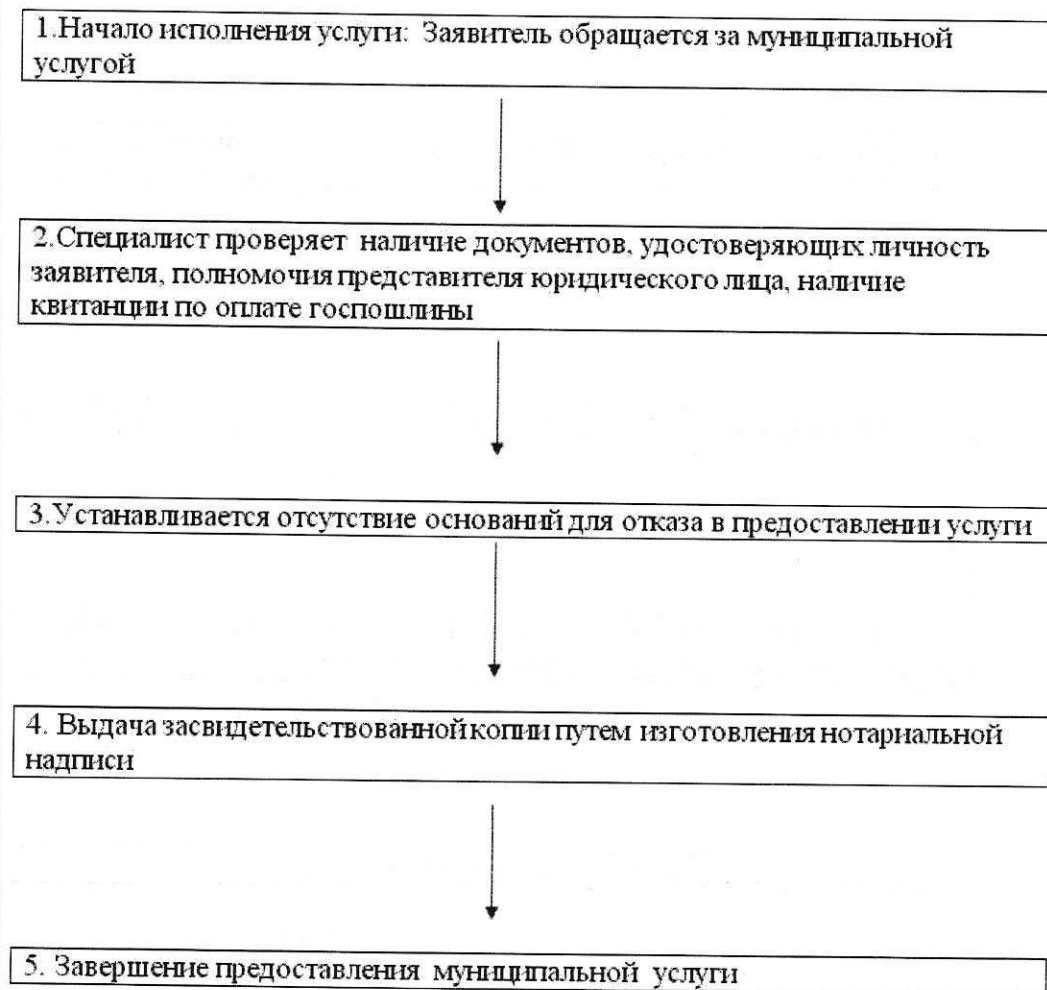 1.Начало исполнения услуги: Заявитель обращается за муниципальной
услугой
2.Специалист проверяет наличие документов, удостоверяющих личность
заявителя, полномочия представителя юридического лица, наличие
квитанции по оплате госпошлины
3.Устанавливается отсутствие оснований для отказа в предоставлении услуги
4. Выдача засвидетельствованной копии путем изготовления нотариальной
надписи
5. Завершение предоставления муниципальной услуги